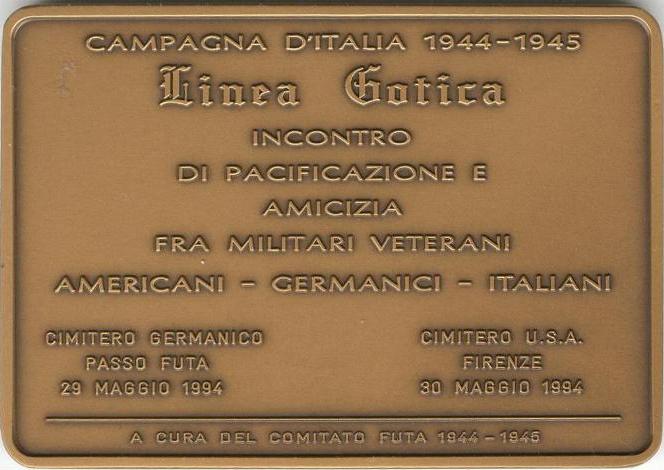 CAMPAGNA D'ITALIA 1944-1945
Linea Gotica
INCONTRO
DI PACIFICAZIONE E
AMICIZIA
FRA MILITARI VETERANI
AMERICANI - GERMANICI - ITALIANI
CIMITERO GERMANICO
PASSO FUTA
29 MAGGIO 1994
CIMITERO U.S.A.
FIRENZE
30 MAGGIO 1994
A CURA DEL COMITATO FUTA 1944-1945